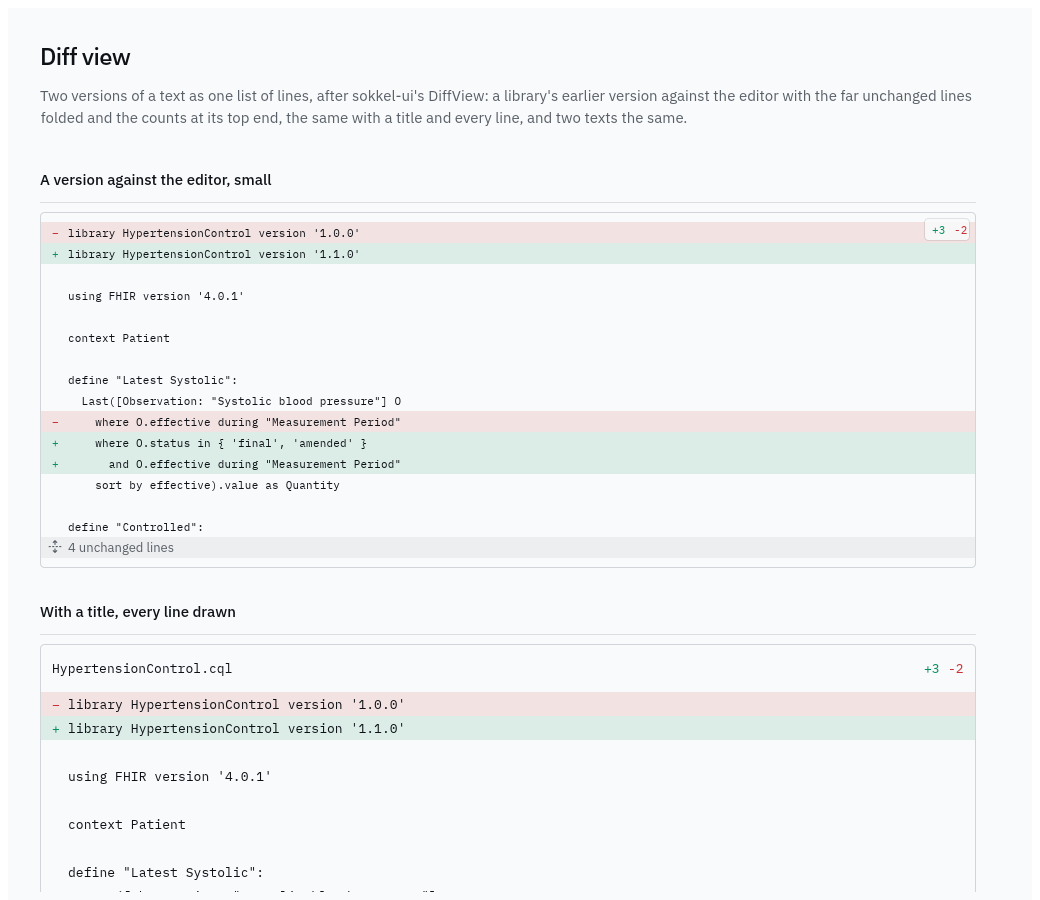 Diff view
Two versions of a text as one list of lines, after sokkel-ui's DiffView: a library's earlier version against the editor with the far unchanged lines
folded and the counts at its top end, the same with a title and every line, and two texts the same.
A version against the editor, small
− library HypertensionControl version '1.0.0'
+3 -2
+ library HypertensionControl version '1.1.0'
using FHIR version '4.0.1'
context Patient
define "Latest Systolic":
Last([Observation: "Systolic blood pressure"] O
− where O.effective during "Measurement Period"
+ where O.status in { 'final', 'amended' }
+ and O.effective during "Measurement Period"
sort by effective).value as Quantity
define "Controlled":
4 unchanged lines
With a title, every line drawn
HypertensionControl.cql +3 -2
− library HypertensionControl version '1.0.0'
+ library HypertensionControl version '1.1.0'
using FHIR version '4.0.1'
context Patient
define "Latest Systolic":